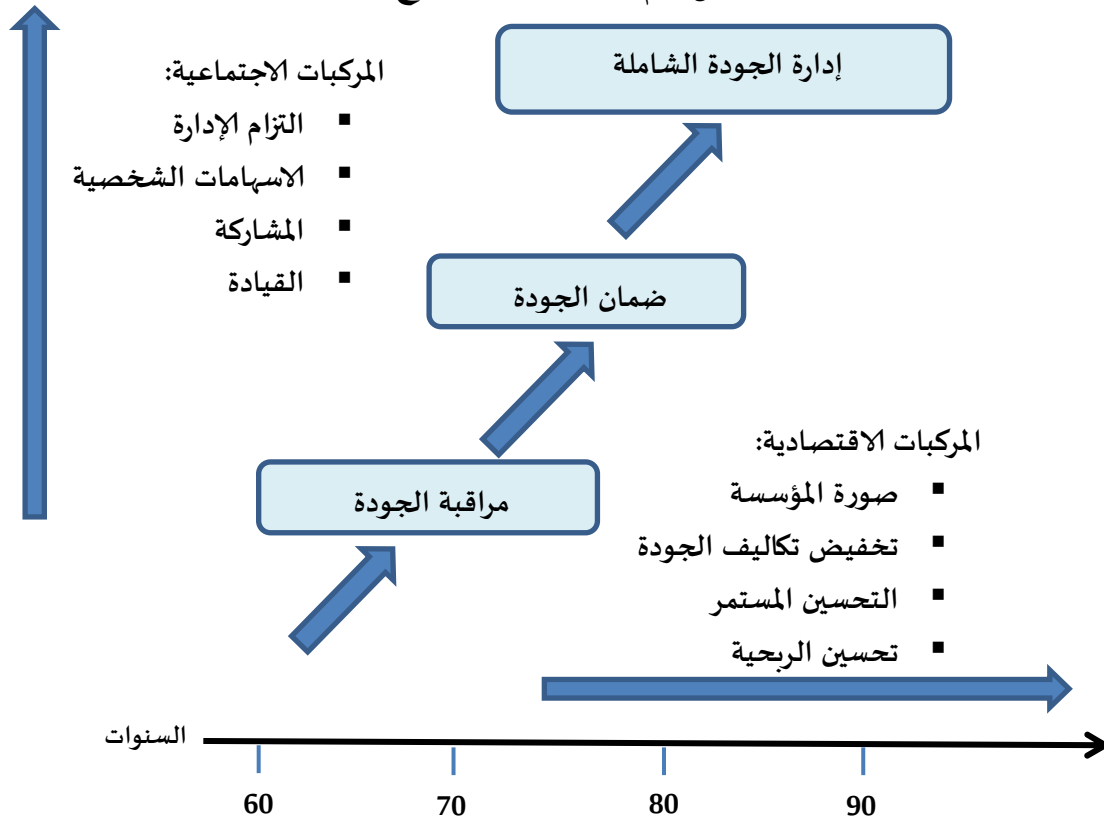 إدارة الجودة الشاملة
المركبات الاجتماعية:
▪ التزام الإدارة
▪ الاسهامات الشخصية
▪ المشاركة
▪ القيادة
ضمان الجودة
مراقبة الجودة
المركبات الاقتصادية:
▪ صورة المؤسسة
▪ تخفيض تكاليف الجودة
▪ التحسين المستمر
▪ تحسين الربحية
السنوات
60 70 80 90